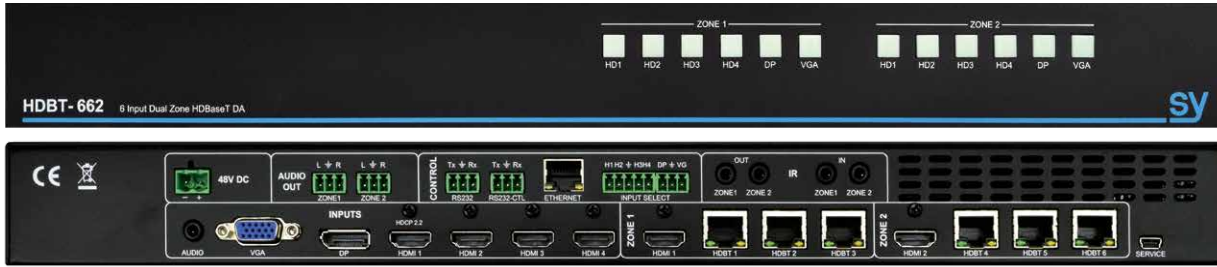 ZONE 1
ZONE 2
HD1 HD2 HD3 HD4 DP VGA
HD1 HD2 HD3 HD4 DP VGA
HDBT-662 6 Input Dual Zone HDBaseT DA
sy
CE
48V DC
- +
AUDIO OUT
L R
ZONE1
L R
ZONE 2
CONTROL
Tx Rx
RS232
Tx Rx
RS232-CTL
ETHERNET
H1 H2 H3 H4 DP VG
INPUT SELECT
OUT
ZONE1 ZONE 2
IR
IN
ZONE1 ZONE 2
INPUTS
AUDIO
VGA
DP
HDCP 2.2
HDMI 1
HDMI 2
HDMI 3
HDMI 4
ZONE 1
HDMI 1
HDBT 1
HDBT 2
HDBT 3
ZONE 2
HDMI 2
HDBT 4
HDBT 5
HDBT 6
SERVICE